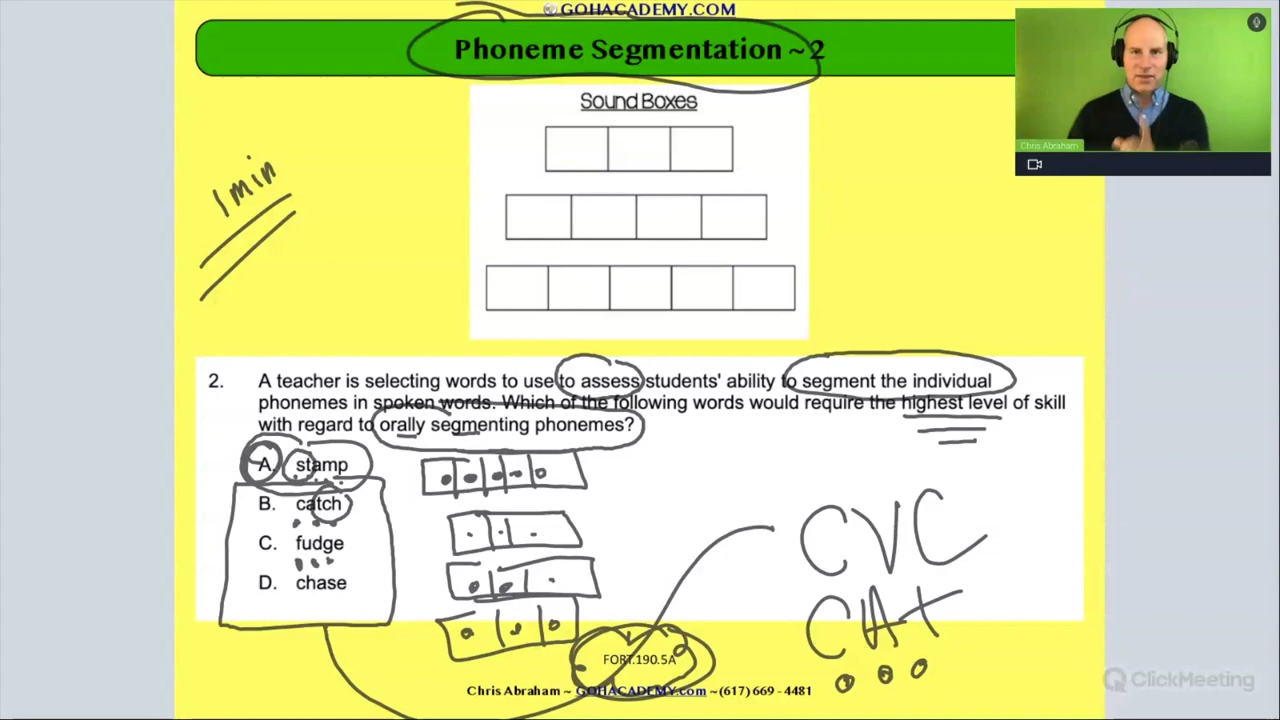 GOHACADEMY.COM
Phoneme Segmentation ~ 2
Sound Boxes
Chris Abraham
1 min
2. A teacher is selecting words to use to assess students' ability to segment the individual
phonemes in spoken words. Which of the following words would require the highest level of skill
with regard to orally segmenting phonemes?
A. stamp
B. catch
C. fudge
D. chase
CVC
CAt
FORT.190.5A
Chris Abraham ~ GOHACADEMY.com ~(617) 669 - 4481
ClickMeeting